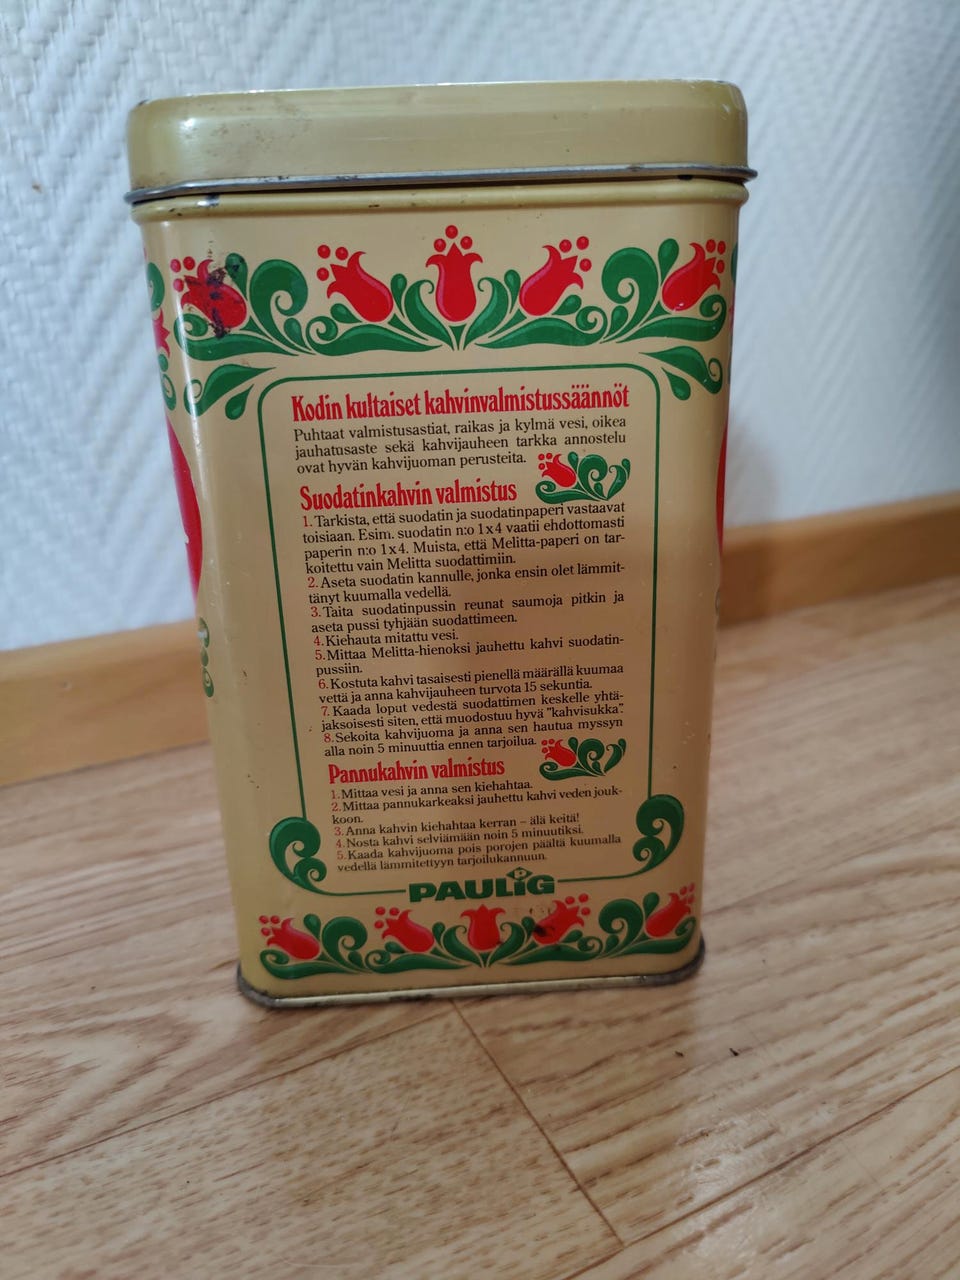 Kodin kultaiset kahvinvalmistussäännöt
Puhtaat valmistusastiat, raikas ja kylmä vesi, oikea
jauhatusaste sekä kahvijauheen tarkka annostelu
ovat hyvän kahvijuoman perusteita.
Suodatinkahvin valmistus
1. Tarkista, että suodatin ja suodatinpaperi vastaavat
toisiaan. Esim. suodatin n:o 1x4 vaatii ehdottomasti
paperin n:o 1x4. Muista, että Melitta-paperi on tar-
koitettu vain Melitta suodattimiin.
2. Aseta suodatin kannulle, jonka ensin olet lämmit-
tänyt kuumalla vedellä.
3. Taita suodatinpussin reunat saumoja pitkin ja
aseta pussi tyhjään suodattimeen.
4. Kiehauta mitattu vesi.
5. Mittaa Melitta-hienoksi jauhettu kahvi suodatin-
pussiin.
6. Kostuta kahvi tasaisesti pienellä määrällä kuumaa
vettä ja anna kahvijauheen turvota 15 sekuntia.
7. Kaada loput vedestä suodattimen keskelle yhtä-
jaksoisesti siten, että muodostuu hyvä "kahvisukka".
8. Sekoita kahvijuoma ja anna sen hautua myssyn
alla noin 5 minuuttia ennen tarjoilua.
Pannukahvin valmistus
1. Mittaa vesi ja anna sen kiehahtaa.
2. Mittaa pannukarkeaksi jauhettu kahvi veden jouk-
koon.
3. Anna kahvin kiehahtaa kerran – älä keitä!
4. Nosta kahvi selviämään noin 5 minuutiksi.
5. Kaada kahvijuoma pois porojen päältä kuumalla
vedellä lämmitettyyn tarjoilukannuun.
PAULIG